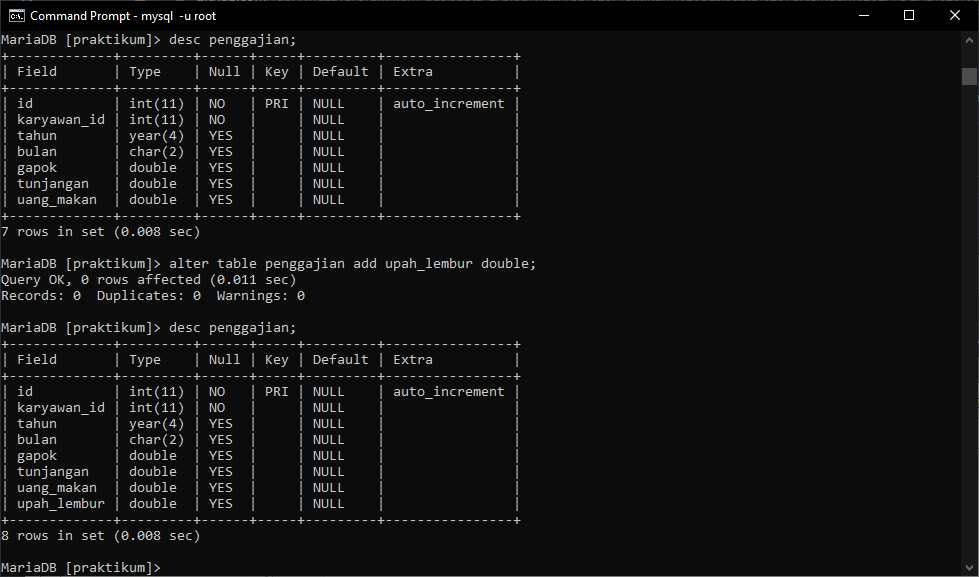 Command Prompt - mysql -u root
MariaDB [praktikum]> desc penggajian;
+-------------+---------+------+-----+---------+----------------+
| Field       | Type    | Null | Key | Default | Extra          |
+-------------+---------+------+-----+---------+----------------+
| id          | int(11) | NO   | PRI | NULL    | auto_increment |
| karyawan_id | int(11) | NO   |     | NULL    |                |
| tahun       | year(4) | YES  |     | NULL    |                |
| bulan       | char(2) | YES  |     | NULL    |                |
| gapok       | double  | YES  |     | NULL    |                |
| tunjangan   | double  | YES  |     | NULL    |                |
| uang_makan  | double  | YES  |     | NULL    |                |
+-------------+---------+------+-----+---------+----------------+
7 rows in set (0.008 sec)
MariaDB [praktikum]> alter table penggajian add upah_lembur double;
Query OK, 0 rows affected (0.011 sec)
Records: 0  Duplicates: 0  Warnings: 0
MariaDB [praktikum]> desc penggajian;
+-------------+---------+------+-----+---------+----------------+
| Field       | Type    | Null | Key | Default | Extra          |
+-------------+---------+------+-----+---------+----------------+
| id          | int(11) | NO   | PRI | NULL    | auto_increment |
| karyawan_id | int(11) | NO   |     | NULL    |                |
| tahun       | year(4) | YES  |     | NULL    |                |
| bulan       | char(2) | YES  |     | NULL    |                |
| gapok       | double  | YES  |     | NULL    |                |
| tunjangan   | double  | YES  |     | NULL    |                |
| uang_makan  | double  | YES  |     | NULL    |                |
| upah_lembur | double  | YES  |     | NULL    |                |
+-------------+---------+------+-----+---------+----------------+
8 rows in set (0.008 sec)
MariaDB [praktikum]>